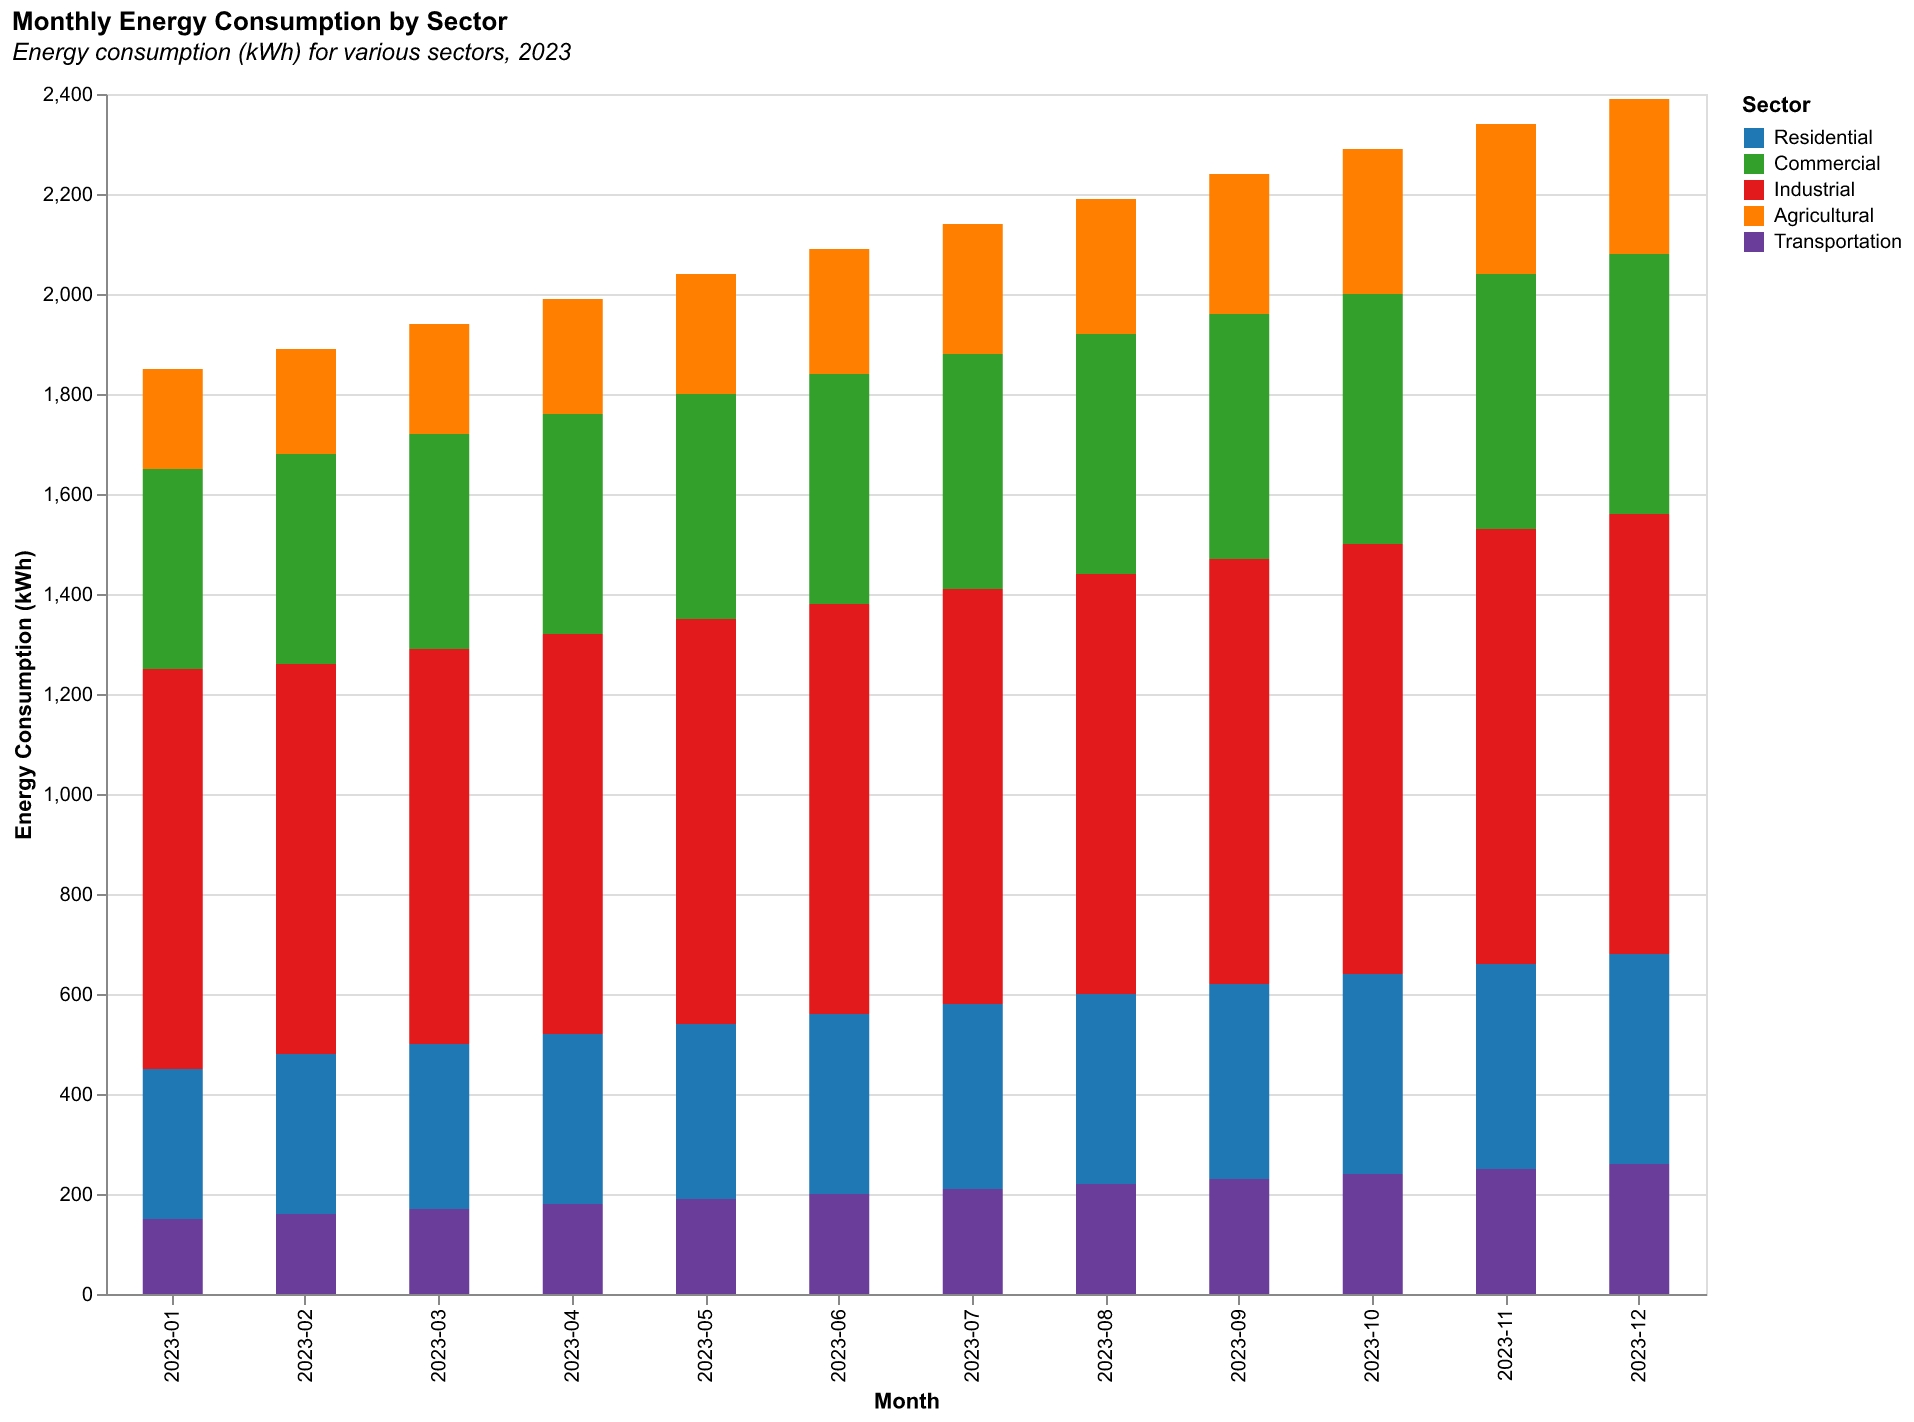 Monthly Energy Consumption by Sector
Energy consumption (kWh) for various sectors, 2023
2,400
2,200
2,000
1,800
1,600
1,400
1,200
1,000
800
600
400
200
0
Energy Consumption (kWh)
2023-01
2023-02
2023-03
2023-04
2023-05
2023-06
2023-07
2023-08
2023-09
2023-10
2023-11
2023-12
Month
Sector
Residential
Commercial
Industrial
Agricultural
Transportation